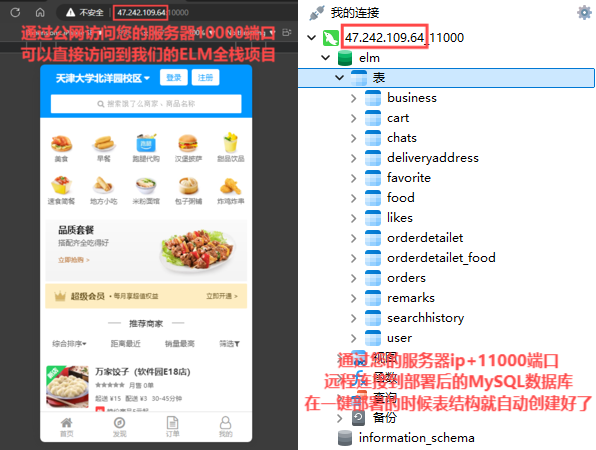 不安全 47.242.109.64:10000
通过公网访问您的服务器10000端口
可以直接访问到我们的ELM全栈项目
天津大学北洋园校区
登录
注册
搜索饿了么商家、商品名称
美食
早餐
跑腿代购
汉堡披萨
甜品饮品
速食简餐
地方小吃
米粉面馆
包子粥铺
炸鸡炸串
品质套餐
搭配齐全吃得好
立即抢购 >
超级会员
• 每月享超值权益
立即开通 >
推荐商家
综合排序
距离最近
销量最高
筛选
万家饺子(软件园E18店)
月售 0单
起送 ¥15 配送 ¥3 30-45分钟
首页
发现
订单
我的
我的连接
47.242.109.64_11000
elm
表
business
cart
chats
deliveryaddress
favorite
food
likes
orderdetailet
orderdetailet_food
orders
remarks
searchhistory
user
视图
函数
查询
备份
information_schema
通过您的服务器ip+11000端口
远程连接到部署后的MySQL数据库
在一键部署的时候表结构就自动创建好了